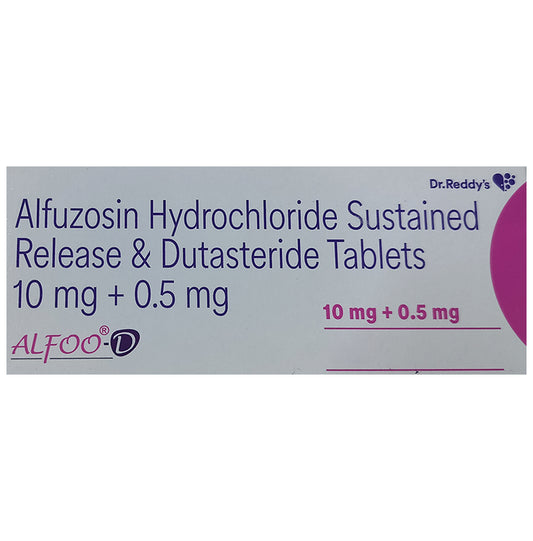 Dr.Reddy's
Alfuzosin Hydrochloride Sustained
Release & Dutasteride Tablets
10 mg + 0.5 mg
10 mg + 0.5 mg
ALFOO®-D